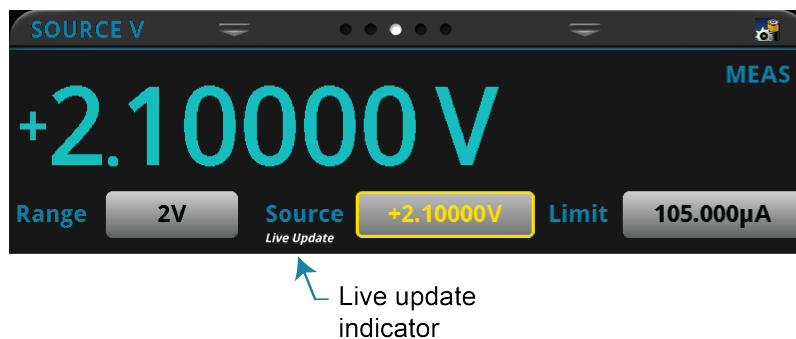 SOURCE V
MEAS
+2.10000 V
Range 2V Source +2.10000V Limit 105.000µA
Live Update
Live update
indicator